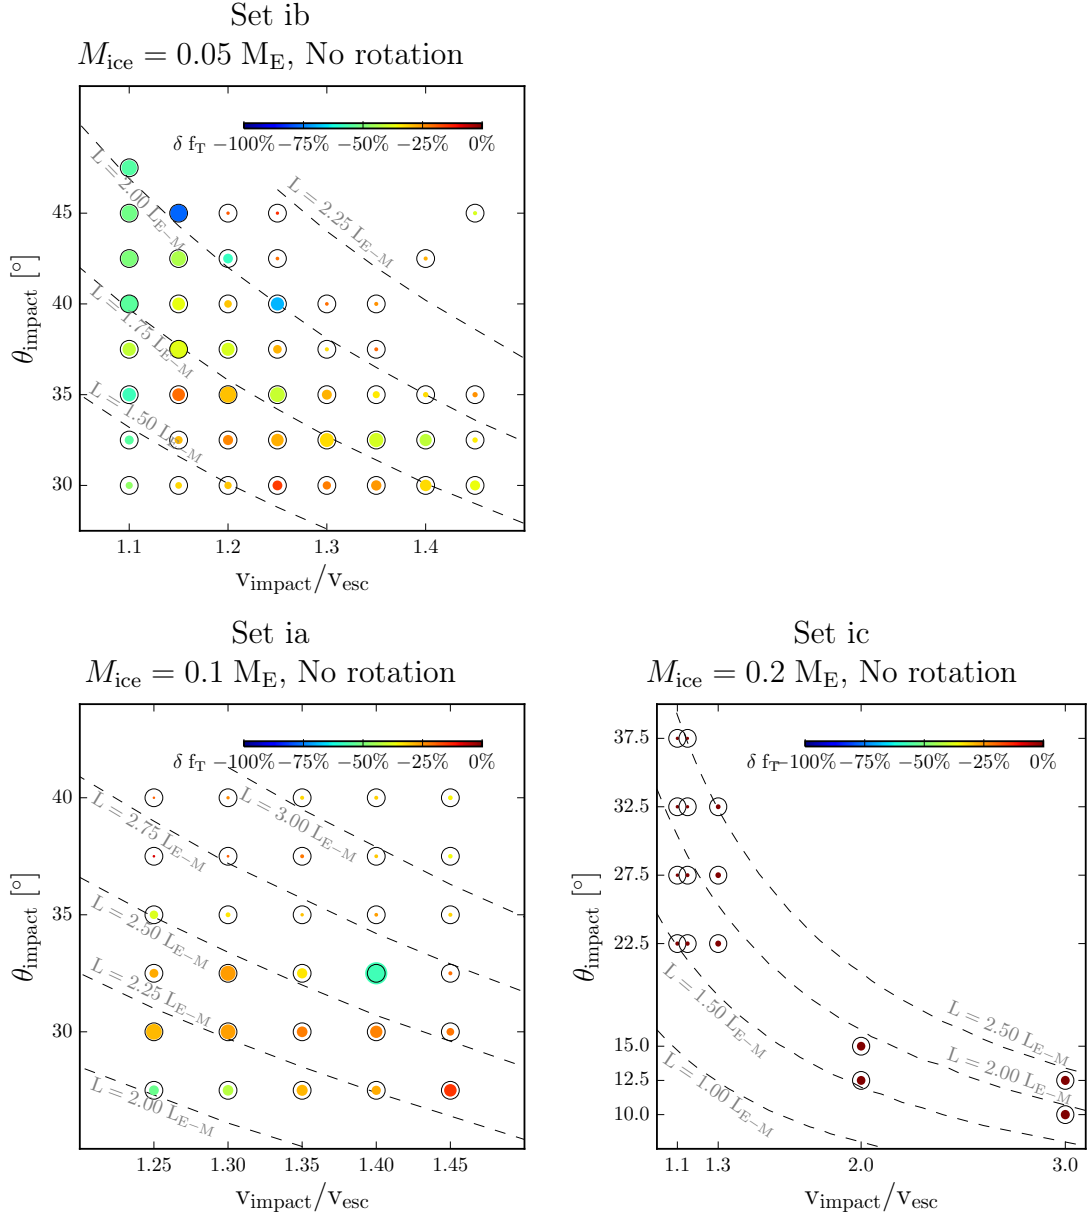 Set ib
M_ice = 0.05 M_E, No rotation
δ f_T −100% −75% −50% −25% 0%
L = 2.00 L_E−M
L = 2.25 L_E−M
L = 1.75 L_E−M
L = 1.50 L_E−M
45
40
35
30
θ_impact [°]
1.1 1.2 1.3 1.4
v_impact/v_esc
Set ia
M_ice = 0.1 M_E, No rotation
δ f_T −100% −75% −50% −25% 0%
L = 3.00 L_E−M
L = 2.75 L_E−M
L = 2.50 L_E−M
L = 2.25 L_E−M
L = 2.00 L_E−M
40
35
30
θ_impact [°]
1.25 1.30 1.35 1.40 1.45
v_impact/v_esc
Set ic
M_ice = 0.2 M_E, No rotation
δ f_T −100% −75% −50% −25% 0%
L = 2.50 L_E−M
L = 2.00 L_E−M
L = 1.50 L_E−M
L = 1.00 L_E−M
37.5
32.5
27.5
22.5
15.0
12.5
10.0
θ_impact [°]
1.1 1.3 2.0 3.0
v_impact/v_esc